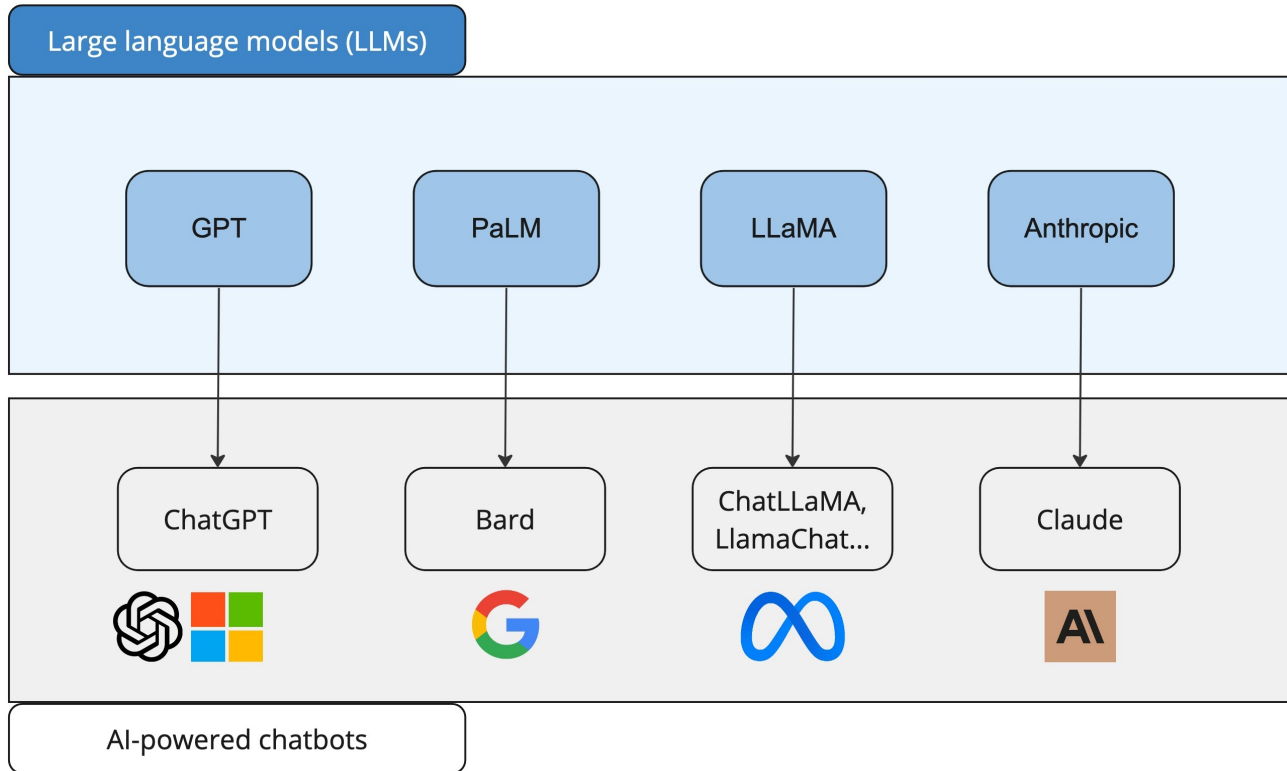 Large language models (LLMs)
GPT
PaLM
LLaMA
Anthropic
ChatGPT
Bard
ChatLLaMA,
LlamaChat...
Claude
AI-powered chatbots